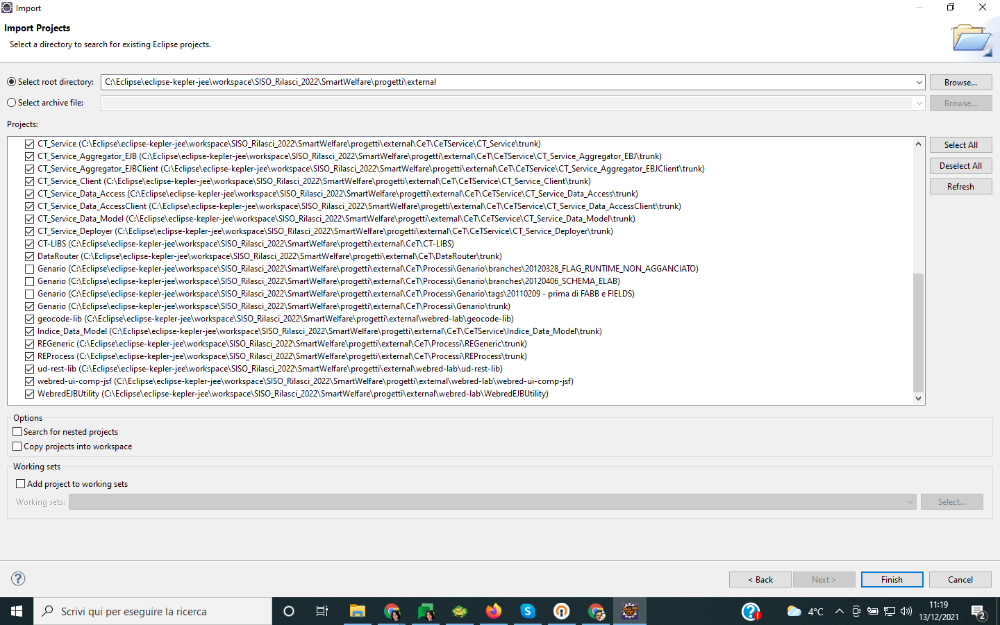 Import
Import Projects
Select a directory to search for existing Eclipse projects.
Select root directory: C:\Eclipse\eclipse-kepler-jee\workspace\SISO_Rilasci_2022\SmartWelfare\progetti\external Browse...
Select archive file: Browse...
Projects:
CT_Service (C:\Eclipse\eclipse-kepler-jee\workspace\SISO_Rilasci_2022\SmartWelfare\progetti\external\CeT\CeTService\CT_Service\trunk)
CT_Service_Aggregator_EJB (C:\Eclipse\eclipse-kepler-jee\workspace\SISO_Rilasci_2022\SmartWelfare\progetti\external\CeT\CeTService\CT_Service_Aggregator_EBJ\trunk)
CT_Service_Aggregator_EJBClient (C:\Eclipse\eclipse-kepler-jee\workspace\SISO_Rilasci_2022\SmartWelfare\progetti\external\CeT\CeTService\CT_Service_Aggregator_EBJClient\trunk)
CT_Service_Client (C:\Eclipse\eclipse-kepler-jee\workspace\SISO_Rilasci_2022\SmartWelfare\progetti\external\CeT\CeTService\CT_Service_Client\trunk)
CT_Service_Data_Access (C:\Eclipse\eclipse-kepler-jee\workspace\SISO_Rilasci_2022\SmartWelfare\progetti\external\CeT\CeTService\CT_Service_Data_Access\trunk)
CT_Service_Data_AccessClient (C:\Eclipse\eclipse-kepler-jee\workspace\SISO_Rilasci_2022\SmartWelfare\progetti\external\CeT\CeTService\CT_Service_Data_AccessClient\trunk)
CT_Service_Data_Model (C:\Eclipse\eclipse-kepler-jee\workspace\SISO_Rilasci_2022\SmartWelfare\progetti\external\CeT\CeTService\CT_Service_Data_Model\trunk)
CT_Service_Deployer (C:\Eclipse\eclipse-kepler-jee\workspace\SISO_Rilasci_2022\SmartWelfare\progetti\external\CeT\CeTService\CT_Service_Deployer\trunk)
CT-LIBS (C:\Eclipse\eclipse-kepler-jee\workspace\SISO_Rilasci_2022\SmartWelfare\progetti\external\CeT\CT-LIBS)
DataRouter (C:\Eclipse\eclipse-kepler-jee\workspace\SISO_Rilasci_2022\SmartWelfare\progetti\external\CeT\DataRouter\trunk)
Genario (C:\Eclipse\eclipse-kepler-jee\workspace\SISO_Rilasci_2022\SmartWelfare\progetti\external\CeT\Processi\Genario\branches\20120328_FLAG_RUNTIME_NON_AGGANCIATO)
Genario (C:\Eclipse\eclipse-kepler-jee\workspace\SISO_Rilasci_2022\SmartWelfare\progetti\external\CeT\Processi\Genario\branches\20120406_SCHEMA_ELAB)
Genario (C:\Eclipse\eclipse-kepler-jee\workspace\SISO_Rilasci_2022\SmartWelfare\progetti\external\CeT\Processi\Genario\tags\20110209 - prima di FABB e FIELDS)
Genario (C:\Eclipse\eclipse-kepler-jee\workspace\SISO_Rilasci_2022\SmartWelfare\progetti\external\CeT\Processi\Genario\trunk)
geocode-lib (C:\Eclipse\eclipse-kepler-jee\workspace\SISO_Rilasci_2022\SmartWelfare\progetti\external\webred-lab\geocode-lib)
Indice_Data_Model (C:\Eclipse\eclipse-kepler-jee\workspace\SISO_Rilasci_2022\SmartWelfare\progetti\external\CeT\CeTService\Indice_Data_Model\trunk)
REGeneric (C:\Eclipse\eclipse-kepler-jee\workspace\SISO_Rilasci_2022\SmartWelfare\progetti\external\CeT\Processi\REGeneric\trunk)
REProcess (C:\Eclipse\eclipse-kepler-jee\workspace\SISO_Rilasci_2022\SmartWelfare\progetti\external\CeT\Processi\REProcess\trunk)
ud-rest-lib (C:\Eclipse\eclipse-kepler-jee\workspace\SISO_Rilasci_2022\SmartWelfare\progetti\external\webred-lab\ud-rest-lib)
webred-ui-comp-jsf (C:\Eclipse\eclipse-kepler-jee\workspace\SISO_Rilasci_2022\SmartWelfare\progetti\external\webred-lab\webred-ui-comp-jsf)
WebredEJBUtility (C:\Eclipse\eclipse-kepler-jee\workspace\SISO_Rilasci_2022\SmartWelfare\progetti\external\webred-lab\WebredEJBUtility)
Select All
Deselect All
Refresh
Options
Search for nested projects
Copy projects into workspace
Working sets
Add project to working sets
Working sets: Select...
< Back Next > Finish Cancel
Scrivi qui per eseguire la ricerca
4°C
11:19
13/12/2021
2